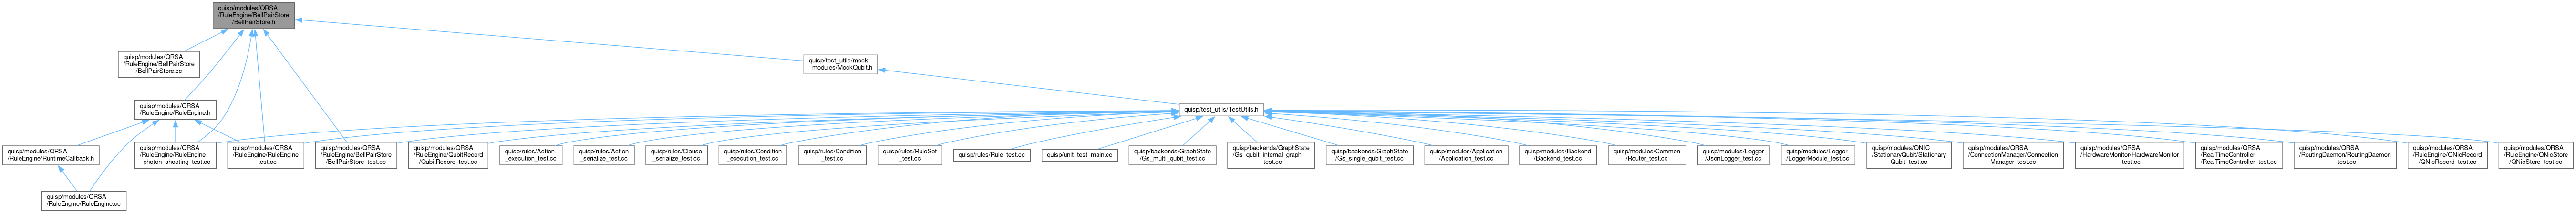 quisp/modules/QRSA
/RuleEngine/BellPairStore
/BellPairStore.h
quisp/modules/QRSA
/RuleEngine/BellPairStore
/BellPairStore.cc
quisp/test_utils/mock
_modules/MockQubit.h
quisp/modules/QRSA
/RuleEngine/RuleEngine.h
quisp/test_utils/TestUtils.h
quisp/modules/QRSA
/RuleEngine/RuntimeCallback.h
quisp/modules/QRSA
/RuleEngine/RuleEngine
_photon_shooting_test.cc
quisp/modules/QRSA
/RuleEngine/RuleEngine
_test.cc
quisp/modules/QRSA
/RuleEngine/BellPairStore
/BellPairStore_test.cc
quisp/modules/QRSA
/RuleEngine/QubitRecord
/QubitRecord_test.cc
quisp/rules/Action
_execution_test.cc
quisp/rules/Action
_serialize_test.cc
quisp/rules/Clause
_serialize_test.cc
quisp/rules/Condition
_execution_test.cc
quisp/rules/Condition
_test.cc
quisp/rules/RuleSet
_test.cc
quisp/rules/Rule_test.cc
quisp/unit_test_main.cc
quisp/backends/GraphState
/Gs_multi_qubit_test.cc
quisp/backends/GraphState
/Gs_qubit_internal_graph
_test.cc
quisp/backends/GraphState
/Gs_single_qubit_test.cc
quisp/modules/Application
/Application_test.cc
quisp/modules/Backend
/Backend_test.cc
quisp/modules/Common
/Router_test.cc
quisp/modules/Logger
/JsonLogger_test.cc
quisp/modules/Logger
/LoggerModule_test.cc
quisp/modules/QNIC
/StationaryQubit/Stationary
Qubit_test.cc
quisp/modules/QRSA
/ConnectionManager/Connection
Manager_test.cc
quisp/modules/QRSA
/HardwareMonitor/HardwareMonitor
_test.cc
quisp/modules/QRSA
/RealTimeController
/RealTimeController_test.cc
quisp/modules/QRSA
/RoutingDaemon/RoutingDaemon
_test.cc
quisp/modules/QRSA
/RuleEngine/QNicRecord
/QNicRecord_test.cc
quisp/modules/QRSA
/RuleEngine/QNicStore
/QNicStore_test.cc
quisp/modules/QRSA
/RuleEngine/RuleEngine.cc